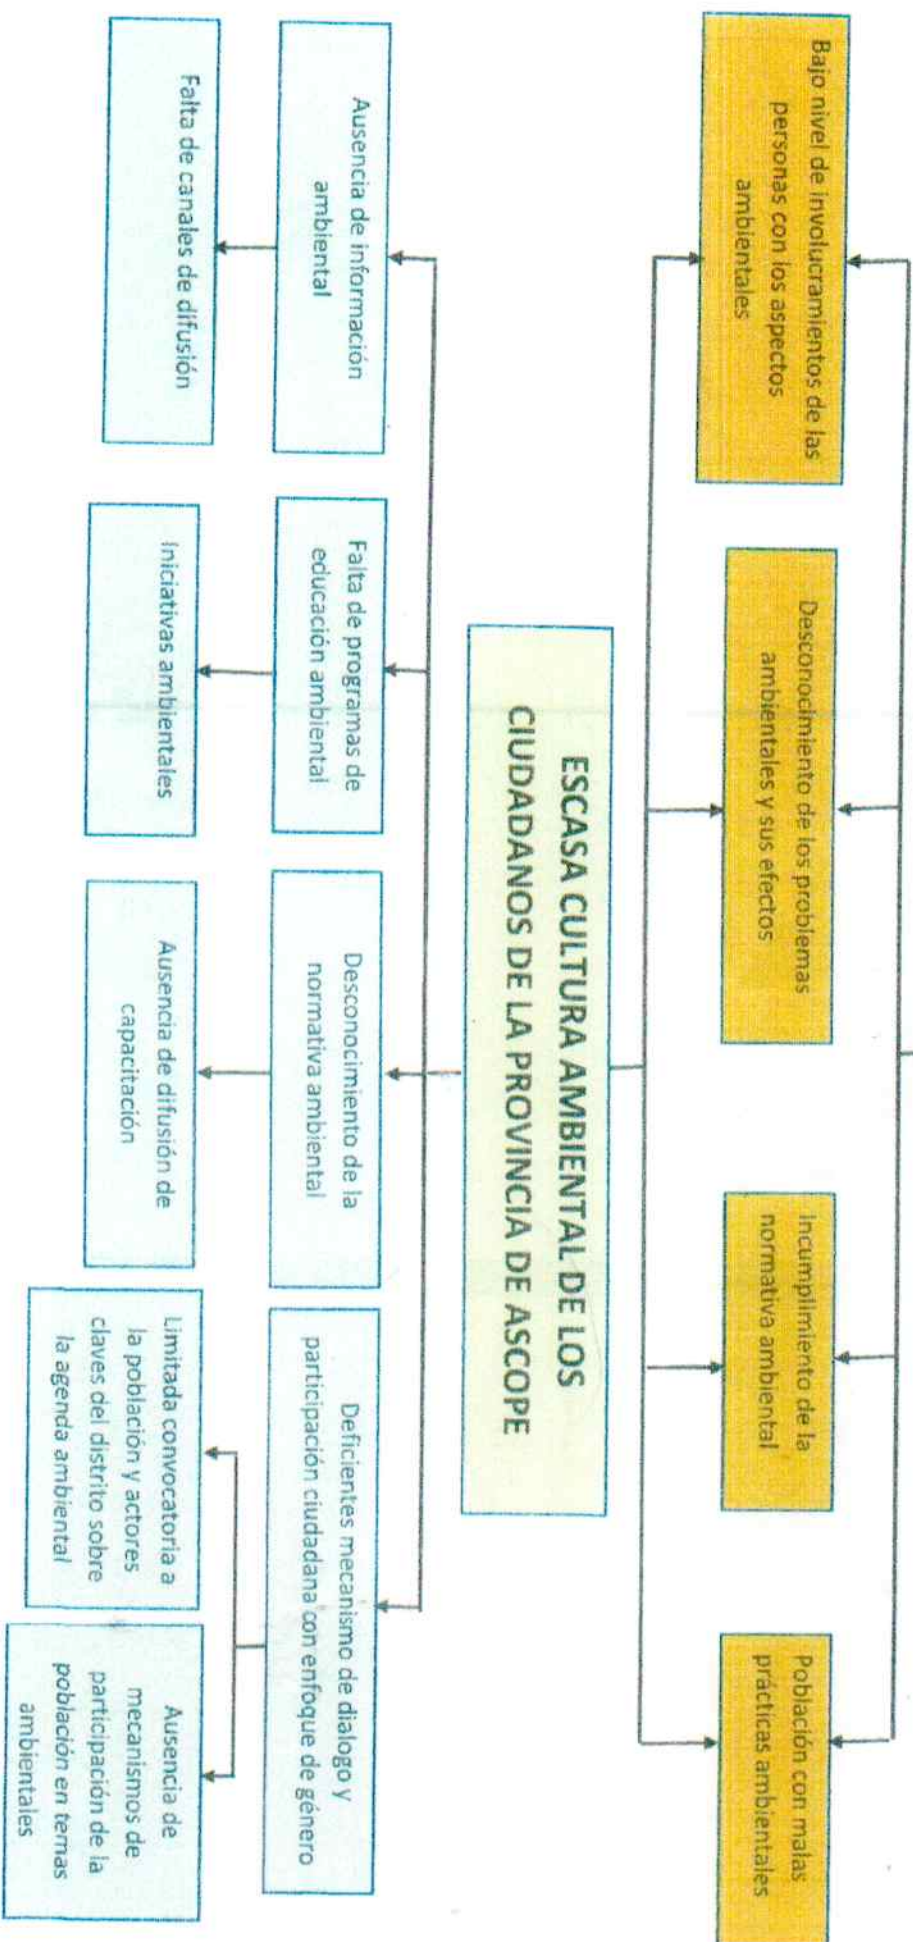 Bajo nivel de involucramientos de las
personas con los aspectos
ambientales
Desconocimiento de los problemas
ambientales y sus efectos
Incumplimiento de la
normativa ambiental
Población con malas
prácticas ambientales
ESCASA CULTURA AMBIENTAL DE LOS
CIUDADANOS DE LA PROVINCIA DE ASCOPE
Ausencia de información
ambiental
Falta de programas de
educación ambiental
Desconocimiento de la
normativa ambiental
Deficientes mecanismo de dialogo y
participación ciudadana con enfoque de género
Falta de canales de difusión
Iniciativas ambientales
Ausencia de difusión de
capacitación
Limitada convocatoria a
la población y actores
claves del distrito sobre
la agenda ambiental
Ausencia de
mecanismos de
participación de la
población en temas
ambientales